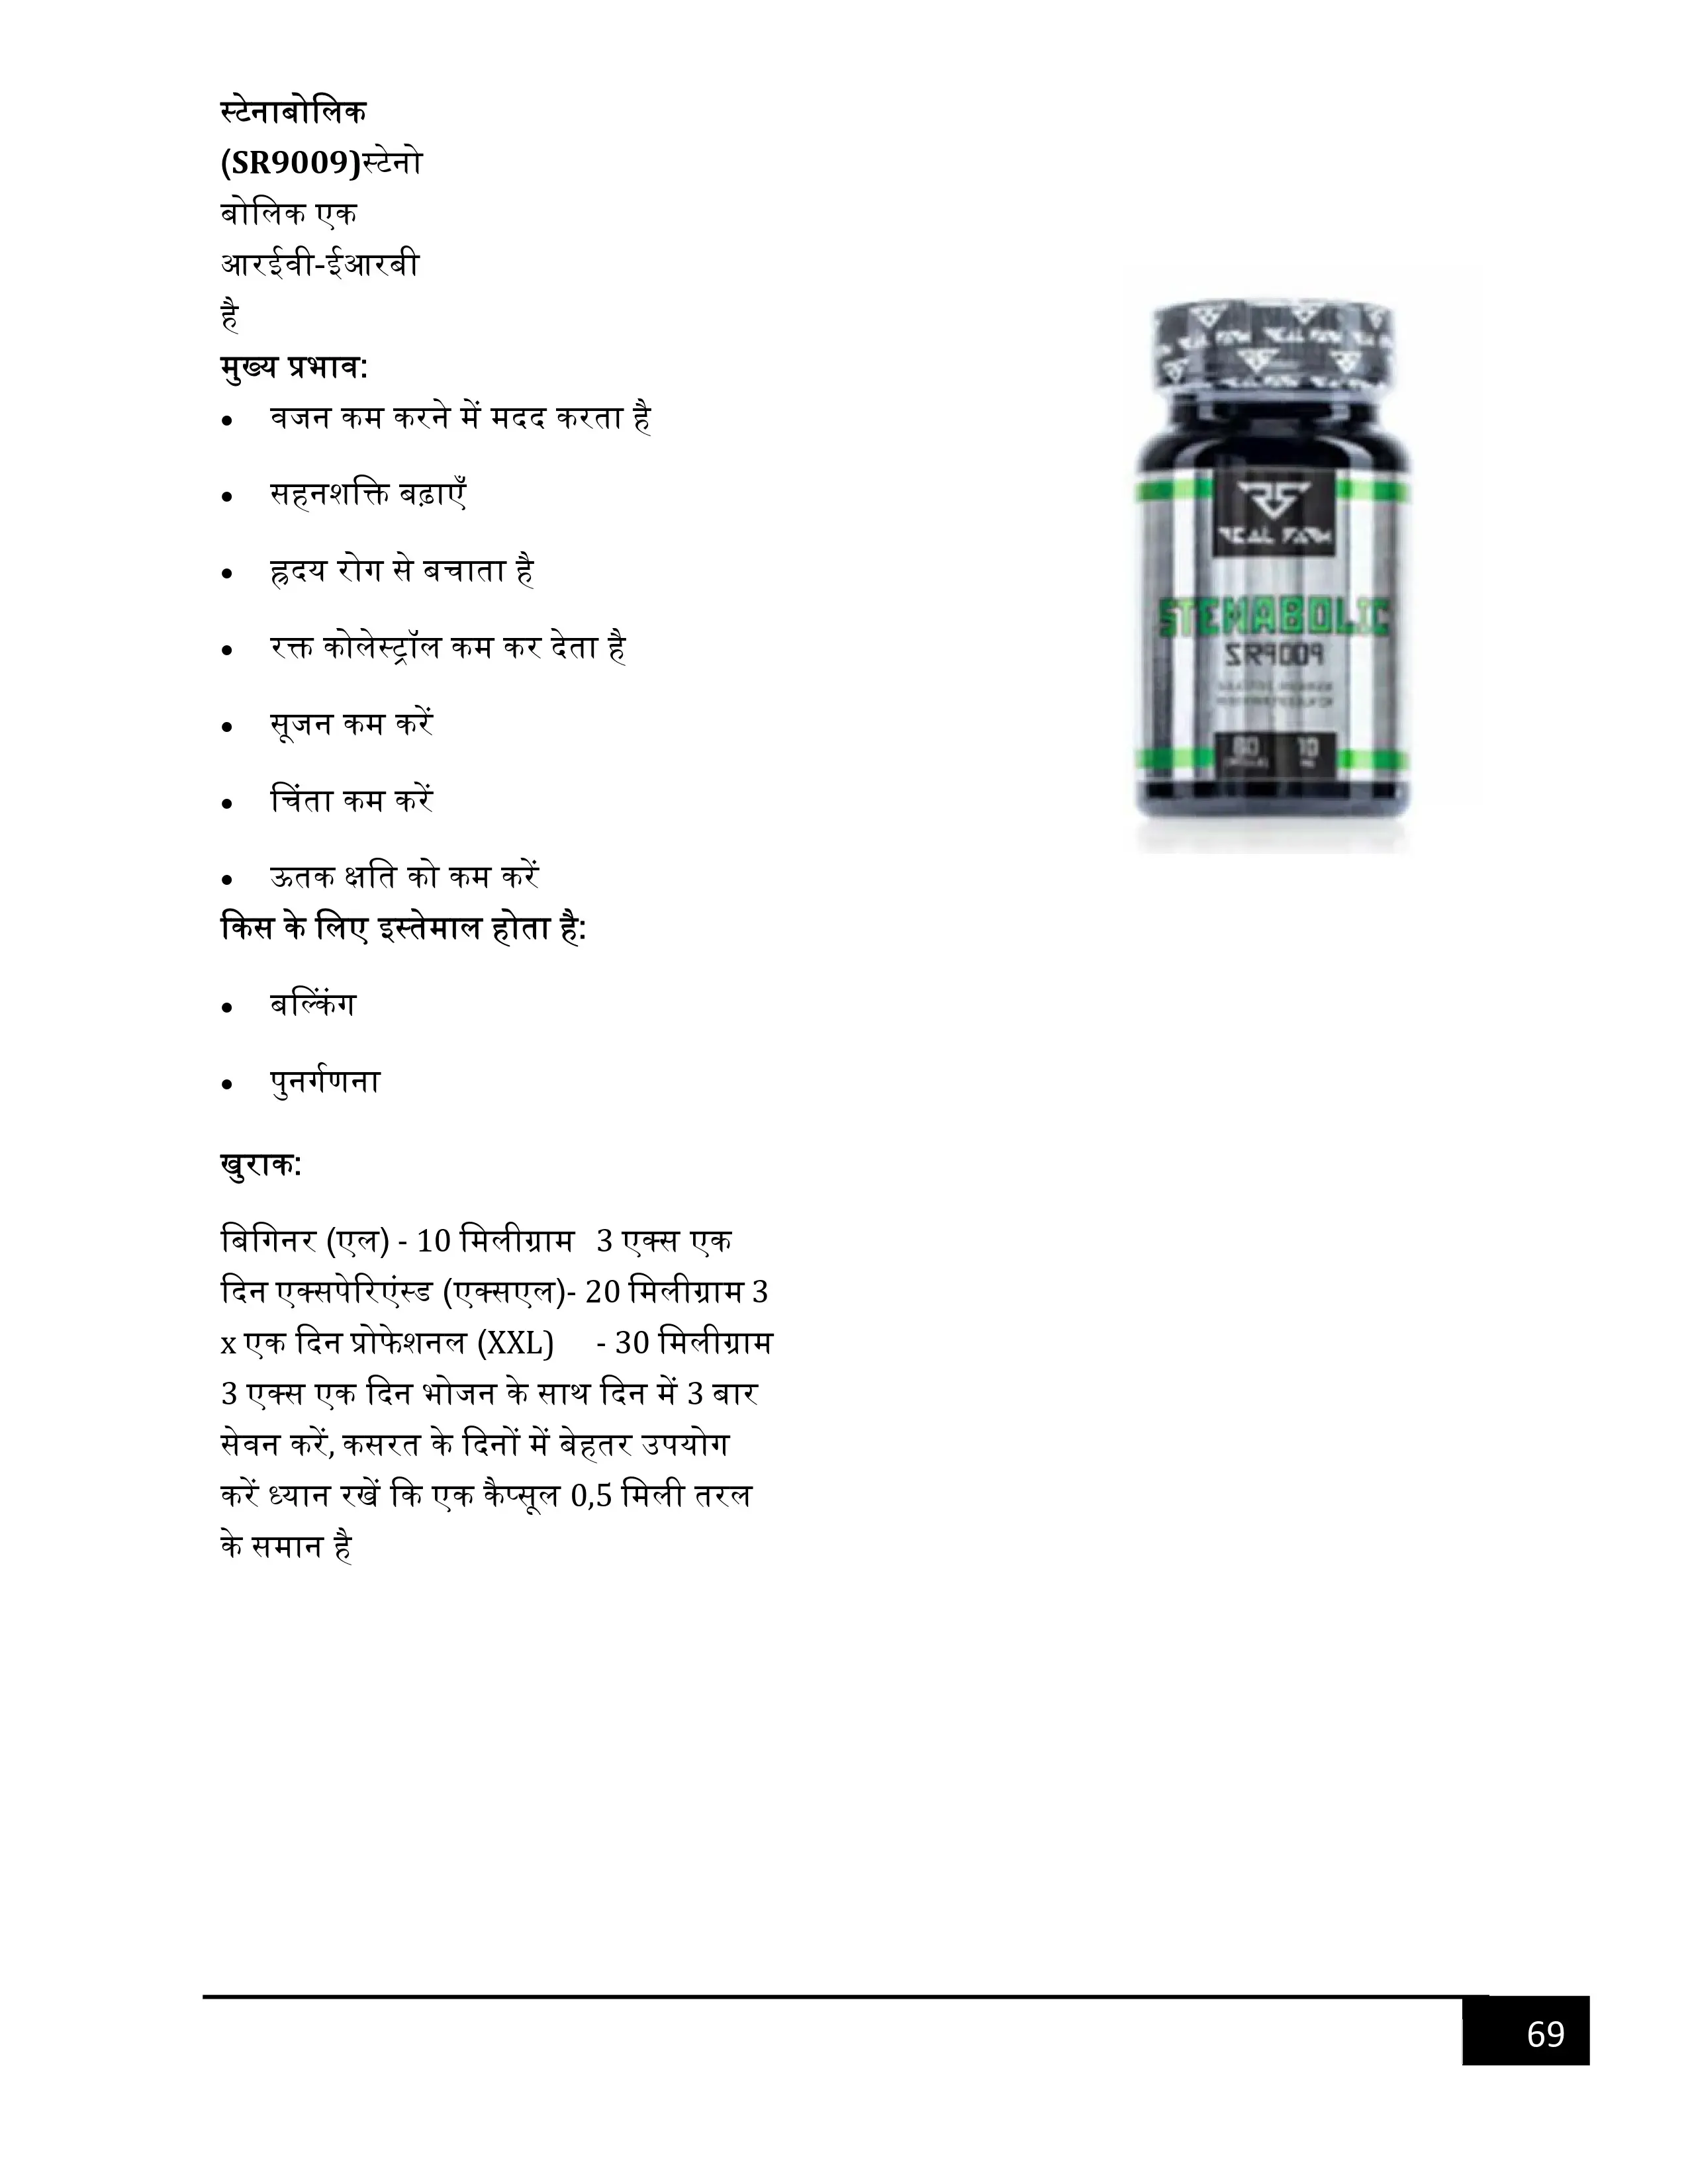 स्टेनाबोलिक
(SR9009)स्टेनो
बोलिक एक
आरईवी-ईआरबी
है
मुख्य प्रभाव:
• वजन कम करने में मदद करता है
• सहनशक्ति बढ़ाएँ
• ह्रदय रोग से बचाता है
• रक्त कोलेस्ट्रॉल कम कर देता है
• सूजन कम करें
• चिंता कम करें
• ऊतक क्षति को कम करें
किस के लिए इस्तेमाल होता है:
• बल्किंग
• पुनर्गणना
खुराक:
बिगिनर (एल) - 10 मिलीग्राम 3 एक्स एक
दिन एक्सपेरिएंस्ड (एक्सएल)- 20 मिलीग्राम 3
x एक दिन प्रोफेशनल (XXL) - 30 मिलीग्राम
3 एक्स एक दिन भोजन के साथ दिन में 3 बार
सेवन करें, कसरत के दिनों में बेहतर उपयोग
करें ध्यान रखें कि एक कैप्सूल 0,5 मिली तरल
के समान है
REAL FARM
STENABOLIC
SR9009
10
69